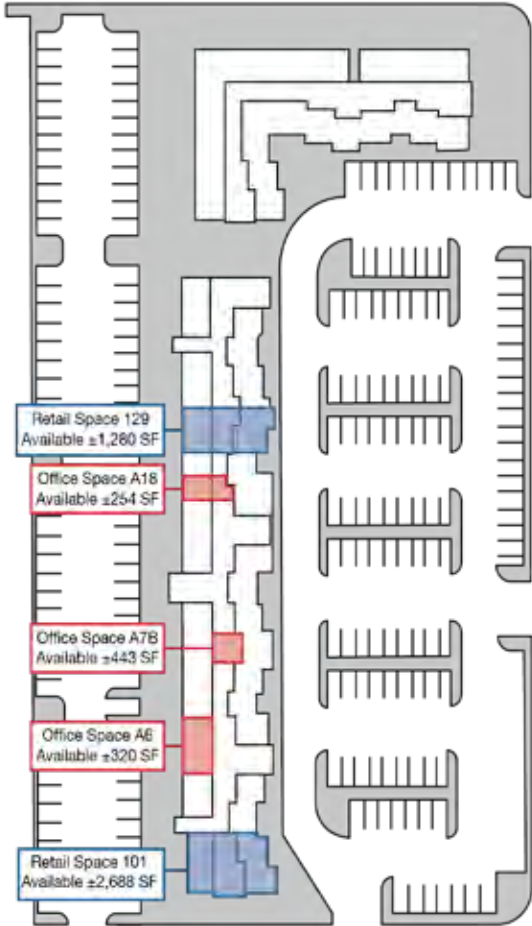 Retail Space 129
Available ±1,280 SF
Office Space A18
Available ±254 SF
Office Space A7B
Available ±443 SF
Office Space A6
Available ±320 SF
Retail Space 101
Available ±2,688 SF